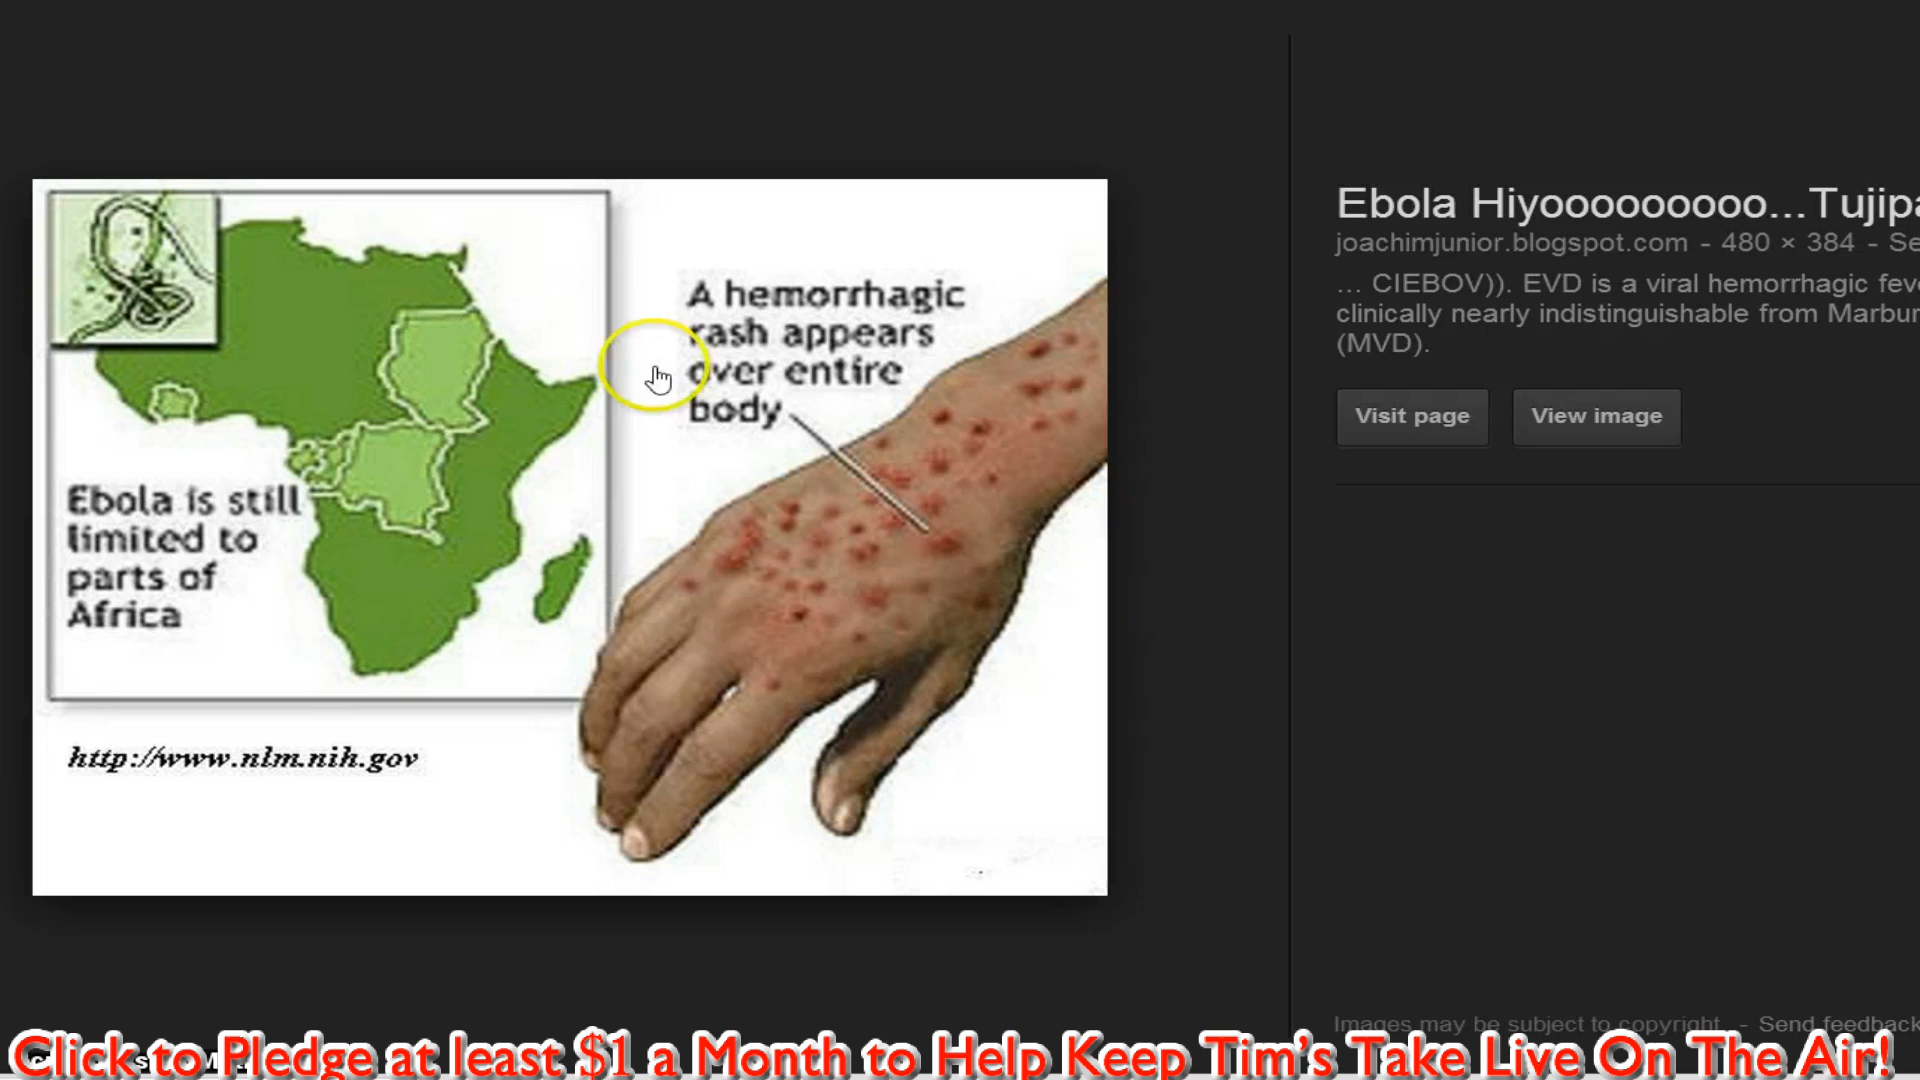 A hemorrhagic
rash appears
over entire
body
Ebola is still
limited to
parts of
Africa
http://www.nlm.nih.gov
Ebola Hiyooooooooo...Tujipa
joachimjunior.blogspot.com - 480 × 384 - Se
... CIEBOV)). EVD is a viral hemorrhagic feve
clinically nearly indistinguishable from Marbur
(MVD).
Visit page
View image
Images may be subject to copyright. - Send feedback
Click to Pledge at least $1 a Month to Help Keep Tim's Take Live On The Air!